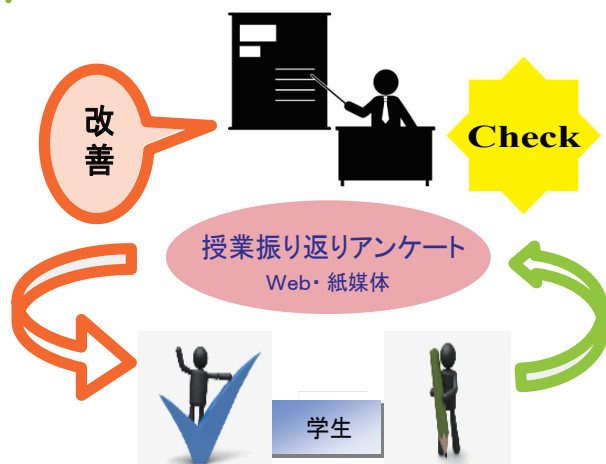 改
善
Check
授業振り返りアンケート
Web・紙媒体
学生